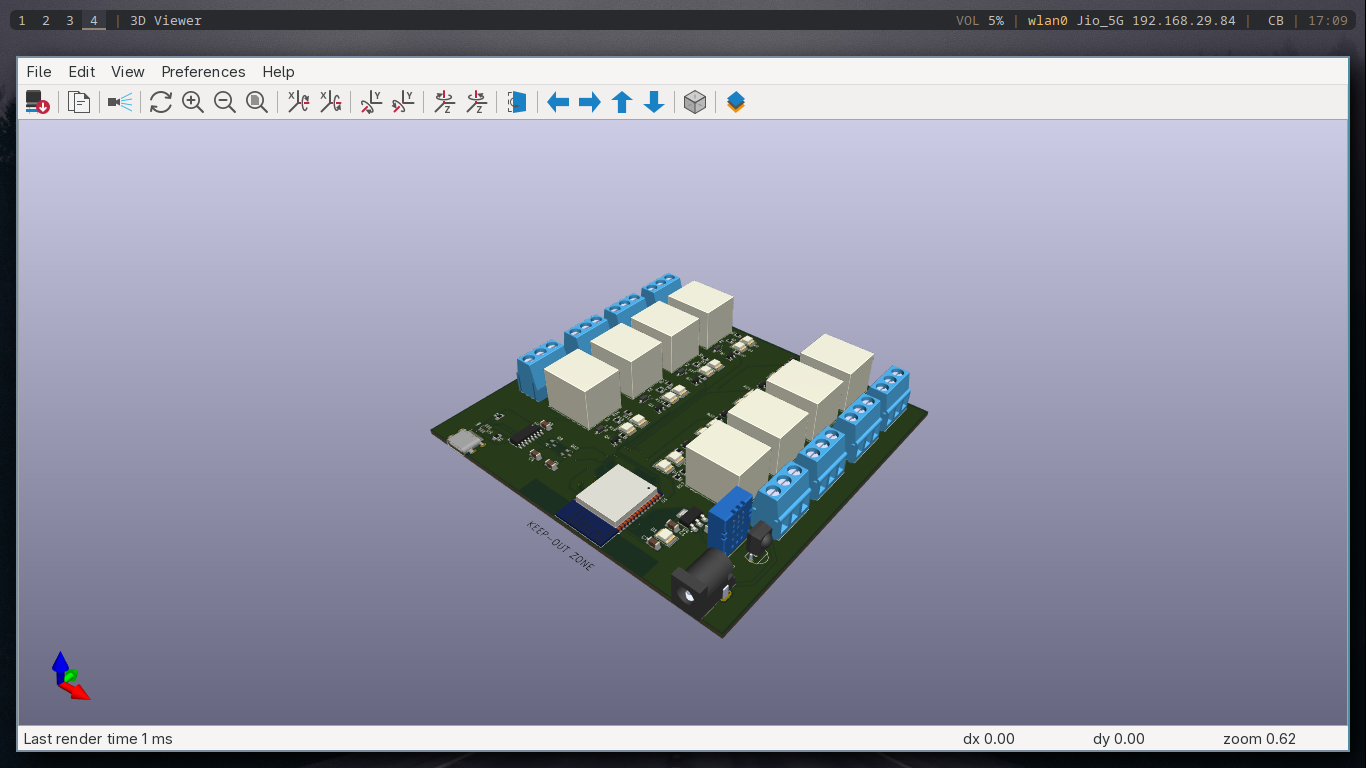 1 2 3 4 | 3D Viewer VOL 5% | wlan0 Jio_5G 192.168.29.84 | CB | 17:09
File Edit View Preferences Help
X X Y Y Z Z
KEEP-OUT ZONE
Last render time 1 ms dx 0.00 dy 0.00 zoom 0.62